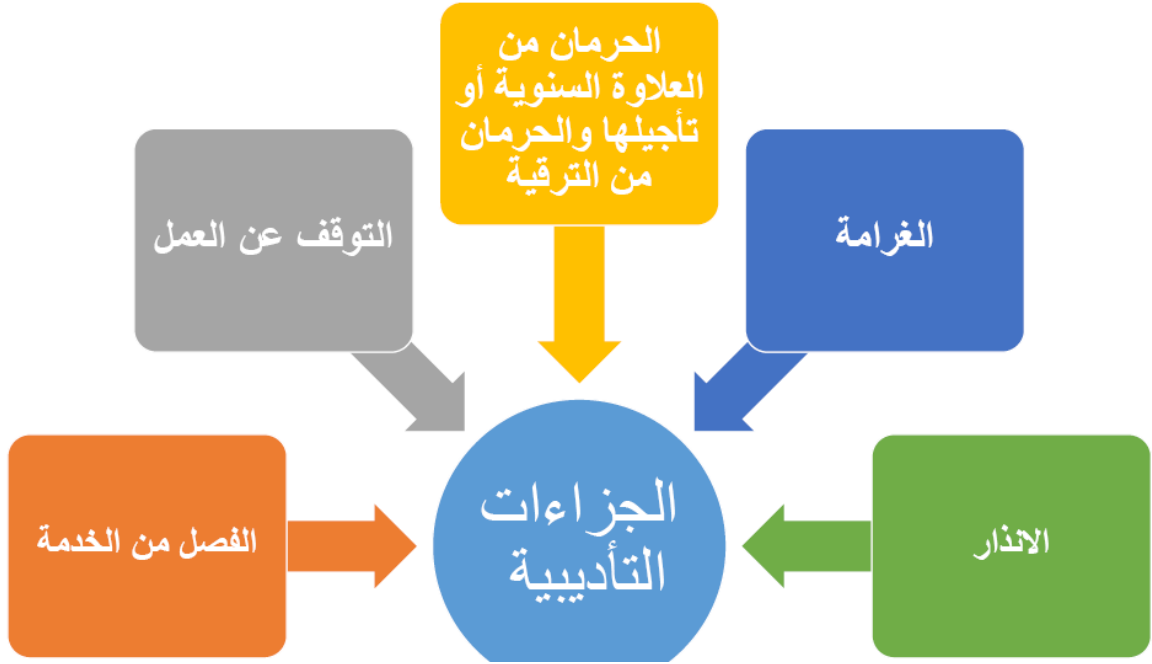 الحرمان من
العلاوة السنوية أو
تأجيلها والحرمان
من الترقية
الغرامة
التوقف عن العمل
الانذار
الفصل من الخدمة
الجزاءات
التأديبية